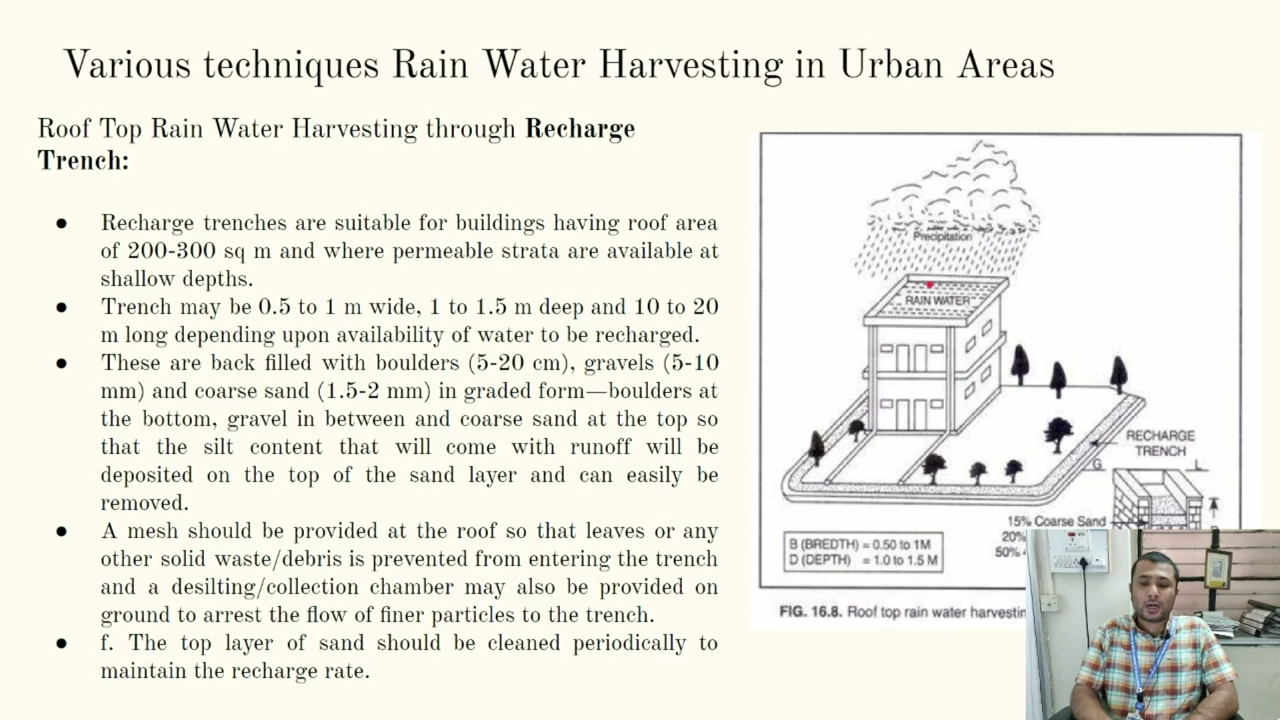 Various techniques Rain Water Harvesting in Urban Areas
Roof Top Rain Water Harvesting through Recharge
Trench:
● Recharge trenches are suitable for buildings having roof area
of 200-300 sq m and where permeable strata are available at
shallow depths.
● Trench may be 0.5 to 1 m wide, 1 to 1.5 m deep and 10 to 20
m long depending upon availability of water to be recharged.
● These are back filled with boulders (5-20 cm), gravels (5-10
mm) and coarse sand (1.5-2 mm) in graded form—boulders at
the bottom, gravel in between and coarse sand at the top so
that the silt content that will come with runoff will be
deposited on the top of the sand layer and can easily be
removed.
● A mesh should be provided at the roof so that leaves or any
other solid waste/debris is prevented from entering the trench
and a desilting/collection chamber may also be provided on
ground to arrest the flow of finer particles to the trench.
● f. The top layer of sand should be cleaned periodically to
maintain the recharge rate.
Precipitation
RAIN WATER
RECHARGE
TRENCH
G L
15% Coarse Sand
20%
50%
B (BREDTH) = 0.50 to 1M
D (DEPTH) = 1.0 to 1.5 M
FIG. 16.8. Roof top rain water